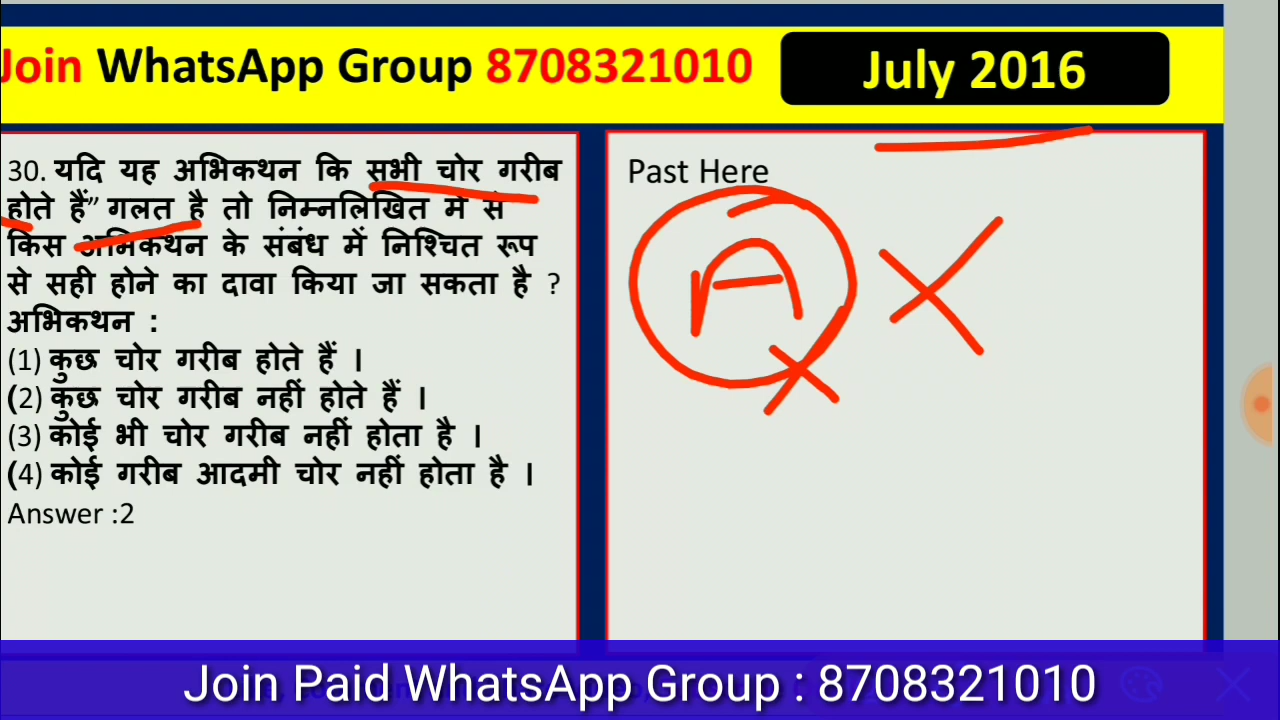 Join WhatsApp Group 8708321010
July 2016
30. यदि यह अभिकथन कि सभी चोर गरीब
होते हैं” गलत है तो निम्नलिखित में से
किस अभिकथन के संबंध में निश्चित रूप
से सही होने का दावा किया जा सकता है ?
अभिकथन :
(1) कुछ चोर गरीब होते हैं ।
(2) कुछ चोर गरीब नहीं होते हैं ।
(3) कोई भी चोर गरीब नहीं होता है ।
(4) कोई गरीब आदमी चोर नहीं होता है ।
Answer :2
Past Here
A
Join Paid WhatsApp Group : 8708321010